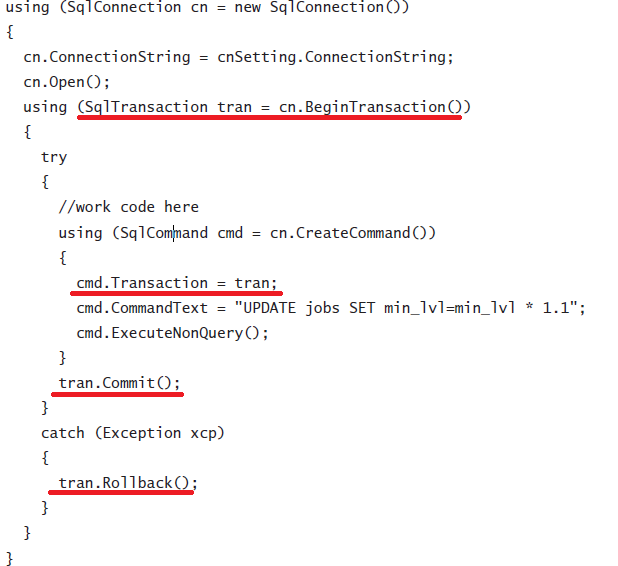 using (SqlConnection cn = new SqlConnection())
{
cn.ConnectionString = cnSetting.ConnectionString;
cn.Open();
using (SqlTransaction tran = cn.BeginTransaction())
{
try
{
//work code here
using (SqlCommand cmd = cn.CreateCommand())
{
cmd.Transaction = tran;
cmd.CommandText = "UPDATE jobs SET min_lvl=min_lvl * 1.1";
cmd.ExecuteNonQuery();
}
tran.Commit();
}
catch (Exception xcp)
{
tran.Rollback();
}
}
}